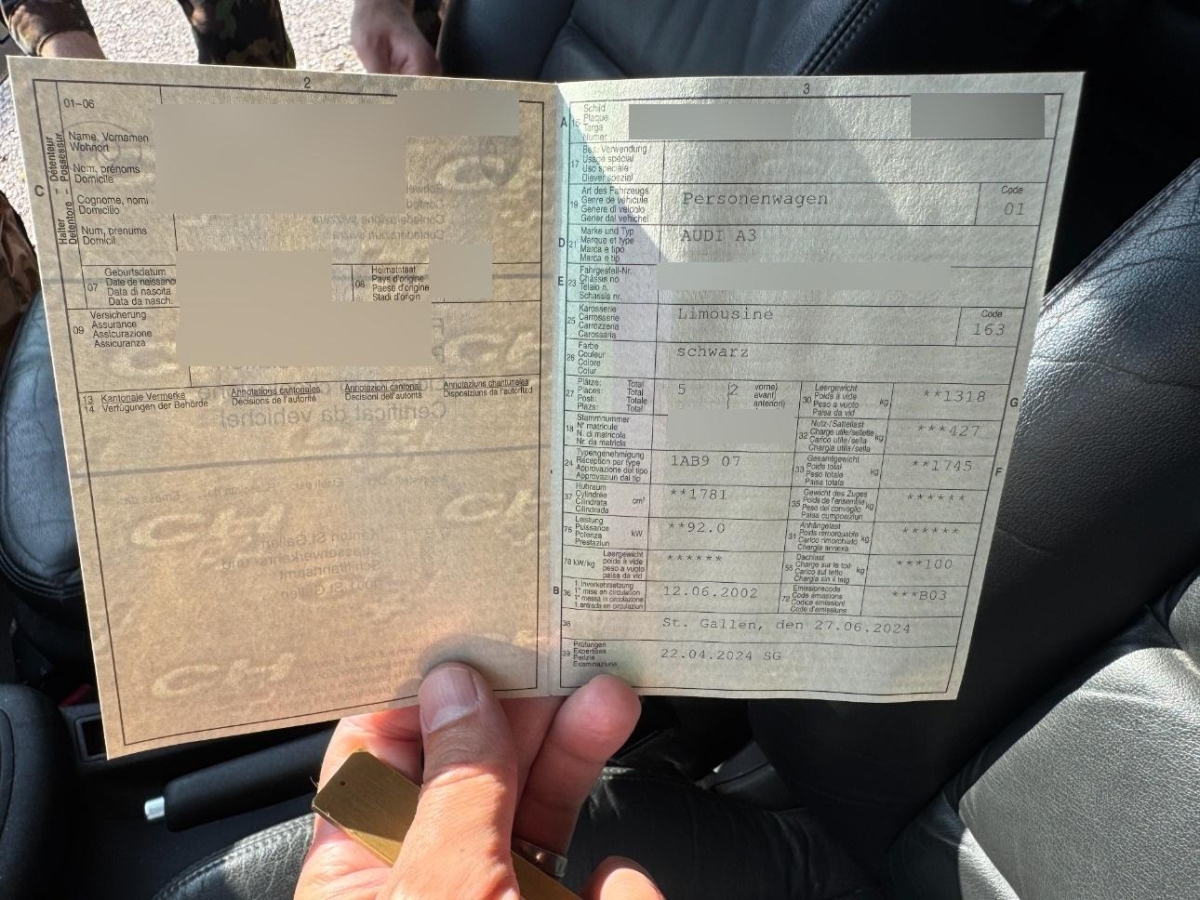 2
01-06
Halter Détenteur
Detentore - Possessur
C
Name, Vornamen
Wohnort
Nom, prénoms
Domicile
Cognome, nomi
Domicilio
Num, prenums
Domicil
07
Geburtsdatum
Date de naissance
Data di nascita
Data da nasch.
08
Heimatstaat
Pays d'origine
Paese d'origine
Stadi d'origin
09
Versicherung
Assurance
Assicurazione
Assicuranza
13 Kantonale Vermerke
14 Verfügungen der Behörde
Annotations cantonales
Décisions de l'autorité
Annotazioni cantonali
Decisioni dell'autorità
Annotaziuns chantunalas
Disposiziuns da l'autoritad
3
A
Schild
Plaque
Targa
Numer
17
Bes. Verwendung
Usage spécial
Uso speciale
Diever spezial
19
Art des Fahrzeugs
Genre de véhicule
Genere di veicolo
Gener dal vehichel
Personenwagen
Code
01
D 21
Marke und Typ
Marque et type
Marca e tipo
Marca e tip
AUDI A3
E 23
Fahrgestell-Nr.
Châssis no
Telaio n.
Schassis nr.
25
Karosserie
Carrosserie
Carrozzeria
Carossaria
Limousine
Code
163
26
Farbe
Couleur
Colore
Colur
schwarz
27
Plätze: Total
Places: Total
Posti: Totale
Plazs: Total
5 2
vorne)
avant)
anteriori)
30
Leergewicht
Poids à vide
Peso a vuoto
Paisa da vid
kg
**1318
G
18
Stammnummer
N° matricule
N. di matricola
Nr. da matricla
32
Nutz-/Sattellast
Charge utile/sellette
Carico utile/sella
Chargia utila/sella
kg
***427
24
Typengenehmigung
Réception par type
Approvazione del tipo
Approvaziun dal tip
1AB9 07
33
Gesamtgewicht
Poids total
Peso totale
Paisa totala
kg
**1745
F
37
Hubraum
Cylindrée
Cilindrata
Cilindrada
cm³
**1781
35
Gewicht des Zuges
Poids de l'ensemble
Peso del convoglio
Paisa cumposiziun
kg
******
76
Leistung
Puissance
Potenza
Prestaziun
kW
**92.0
31
Anhängelast
Poids remorquable
Carico rimorchiato
Chargia annexa
kg
******
78 kW/kg
Leergewicht
poids à vide
peso a vuoto
paisa da vid
******
55
Dachlast
Charge sur le toit
Carico sul tetto
Chargia sin il tetg
kg
***100
B 36
1. Inverkehrsetzung
1re mise en circulation
1a messa in circolazione
1. entrada en circulaziun
12.06.2002
72
Emissionscode
Code émissions
Codice emissioni
Code d'emissiuns
***B03
38
St. Gallen, den 27.06.2024
39
Prüfungen
Expertises
Perizie
Examinaziuns
22.04.2024 SG